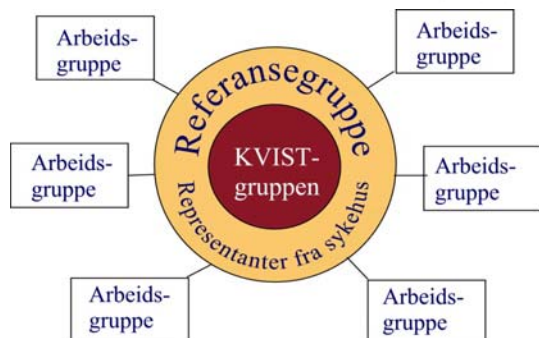 Arbeids-
gruppe
Arbeids-
gruppe
Referansegruppe
KVIST-
gruppen
Representanter fra sykehus
Arbeids-
gruppe
Arbeids-
gruppe
Arbeids-
gruppe
Arbeids-
gruppe